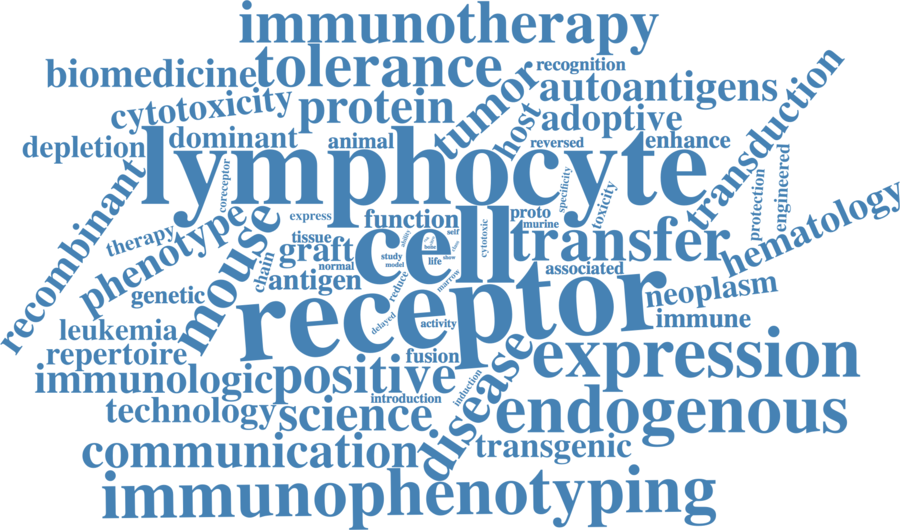 immunotherapy
biomedicine
tolerance
recognition
cytotoxicity
protein
tumor
autoantigens
depletion
dominant
animal
host
adoptive
reversed
enhance
transduction
lymphocyte
recombinant
coreceptor
specificity
toxicity
protection
engineered
express
function
proto
murine
self
cytotoxic
therapy
phenotype
mouse
tissue
graft
cell
transfer
hematology
ability
study
model
life
show
class
normal
chain
antigen
reduce
marrow
associated
genetic
receptor
neoplasm
leukemia
delayed
activity
immune
repertoire
fusion
disease
expression
immunologic
positive
induction
introduction
technology
science
endogenous
communication
transgenic
immunophenotyping